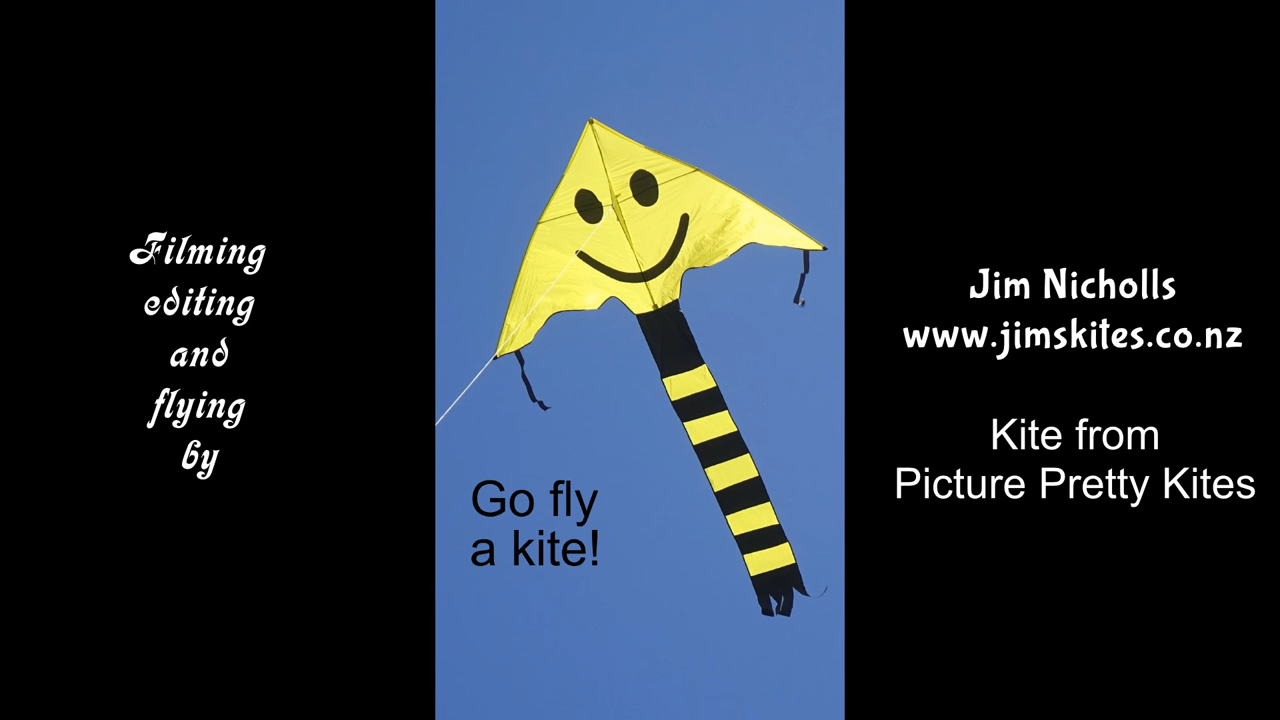 Filming
editing
and
flying
by
Go fly
a kite!
Jim Nicholls
www.jimskites.co.nz
Kite from
Picture Pretty Kites